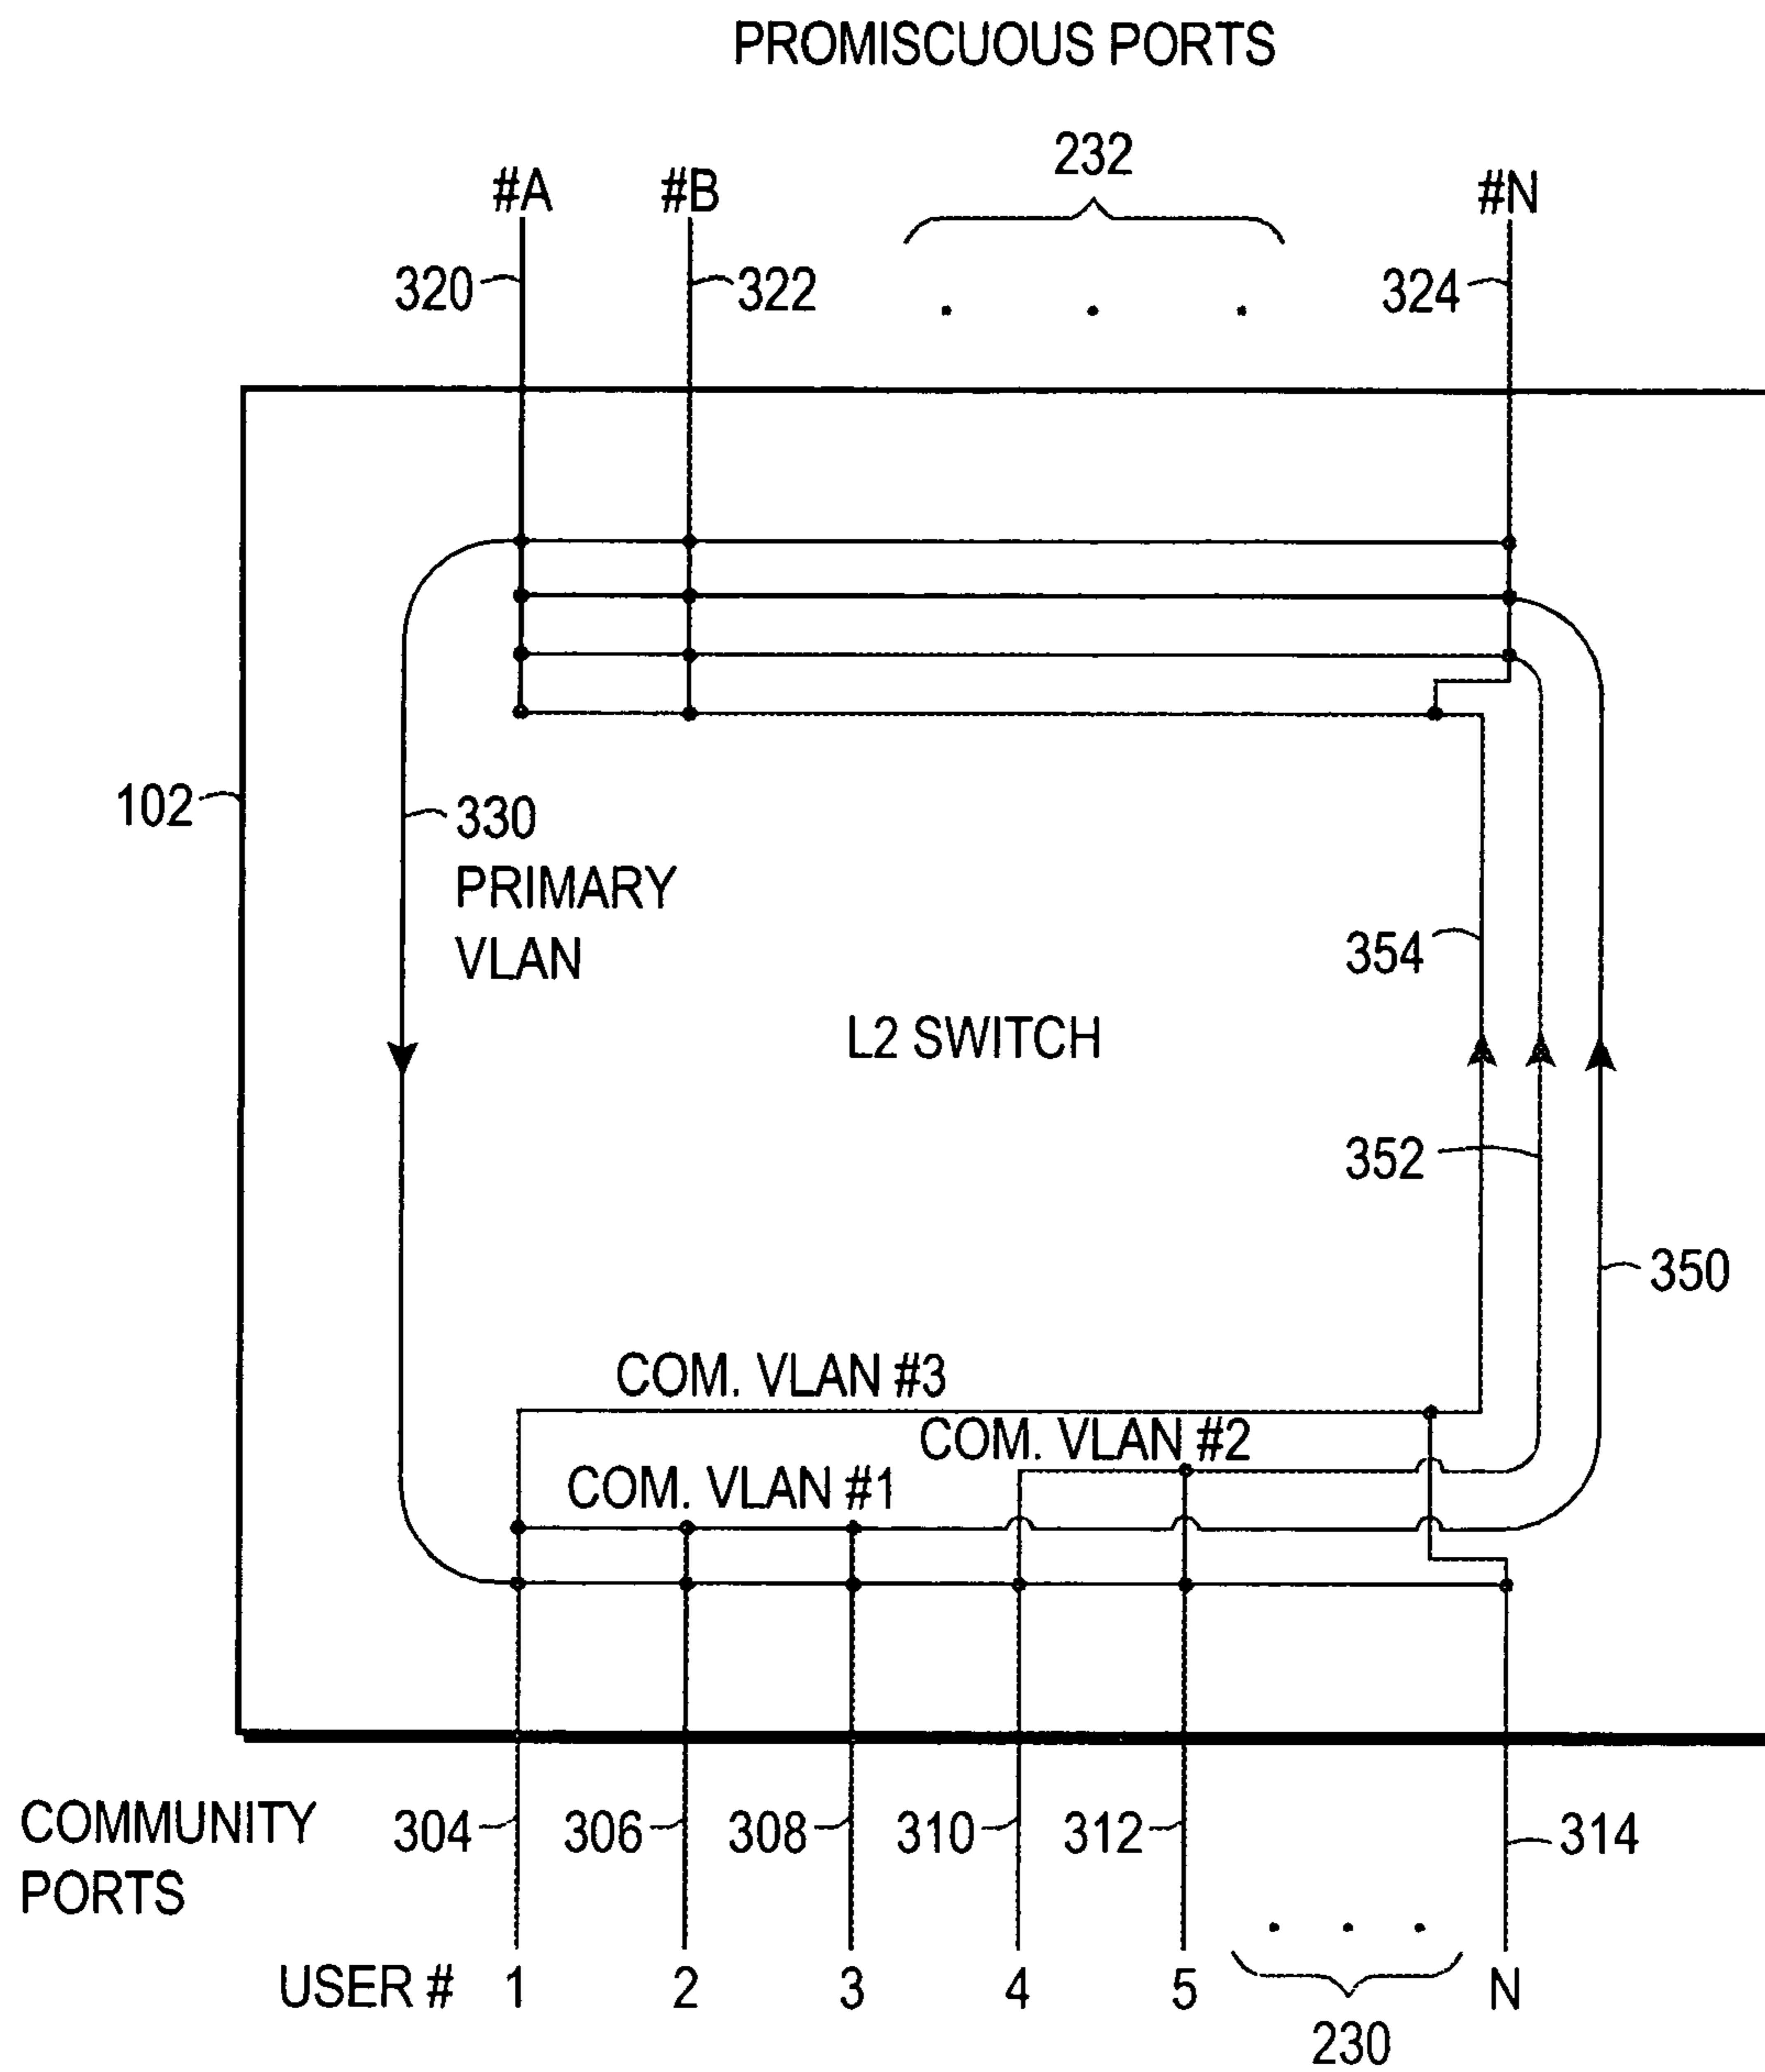 PROMISCUOUS PORTS
232
#A #B #N
320 322 324
102
330
PRIMARY
VLAN
354
L2 SWITCH
352
350
COM. VLAN #3
COM. VLAN #2
COM. VLAN #1
COMMUNITY
PORTS
304 306 308 310 312 314
USER # 1 2 3 4 5 N
230